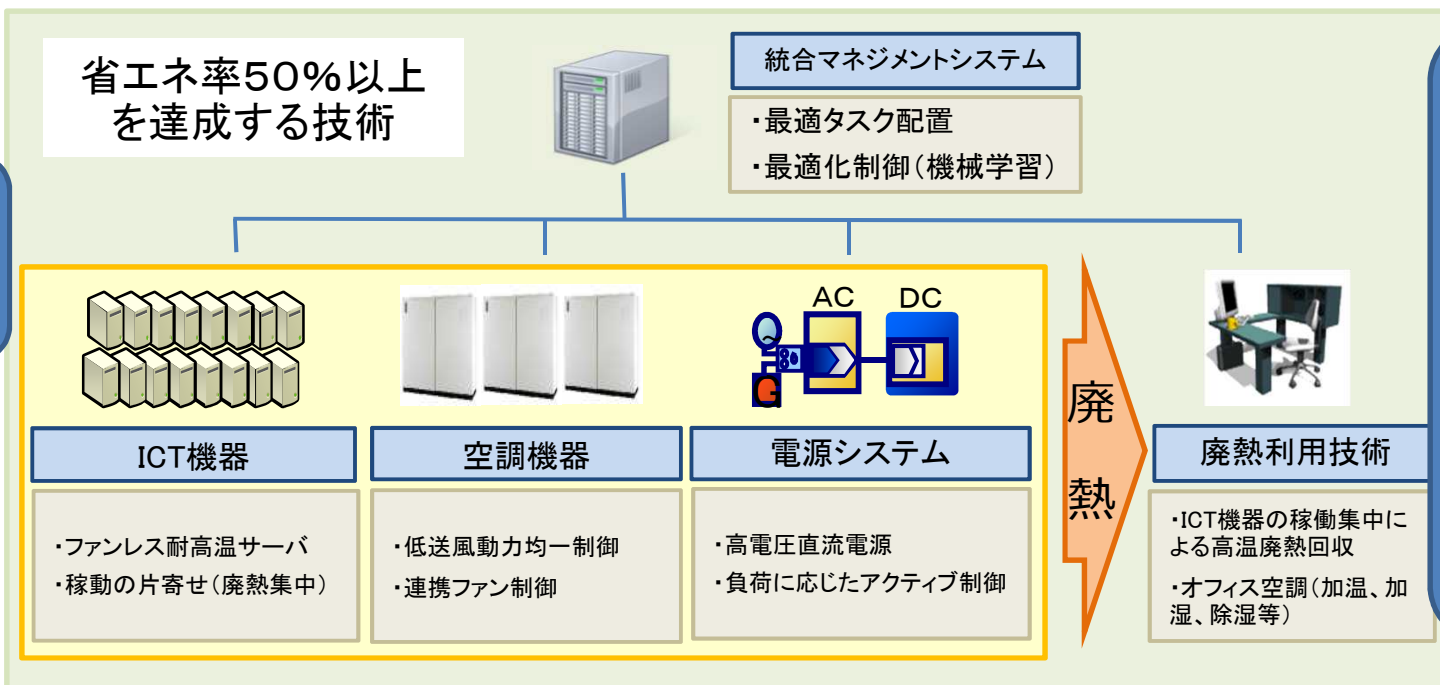 省エネ率50%以上
を達成する技術
統合マネジメントシステム
・最適タスク配置
・最適化制御(機械学習)
AC DC
G
廃
熱
ICT機器
・ファンレス耐高温サーバ
・稼動の片寄せ(廃熱集中)
空調機器
・低送風動力均一制御
・連携ファン制御
電源システム
・高電圧直流電源
・負荷に応じたアクティブ制御
廃熱利用技術
・ICT機器の稼働集中に
よる高温廃熱回収
・オフィス空調(加温、加
湿、除湿等)